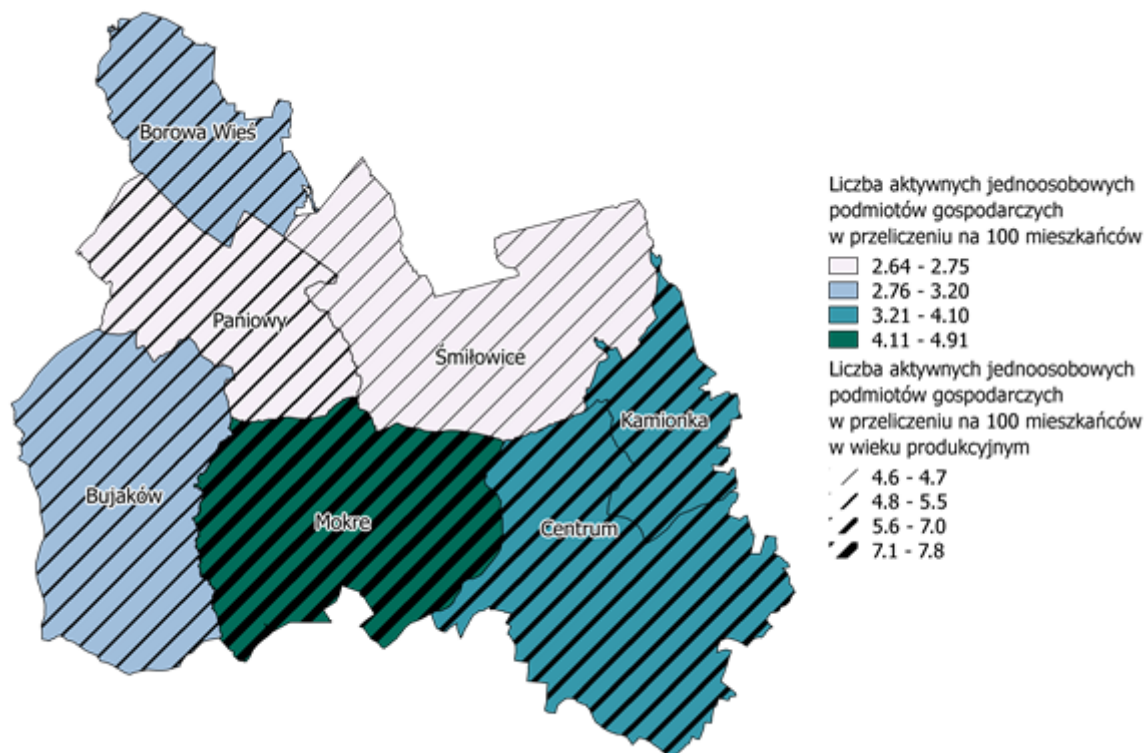 Borowa Wieś
Paniowy
Śmiłowice
Kamionka
Bujaków
Mokre
Centrum
Liczba aktywnych jednoosobowych
podmiotów gospodarczych
w przeliczeniu na 100 mieszkańców
2.64 - 2.75
2.76 - 3.20
3.21 - 4.10
4.11 - 4.91
Liczba aktywnych jednoosobowych
podmiotów gospodarczych
w przeliczeniu na 100 mieszkańców
w wieku produkcyjnym
4.6 - 4.7
4.8 - 5.5
5.6 - 7.0
7.1 - 7.8